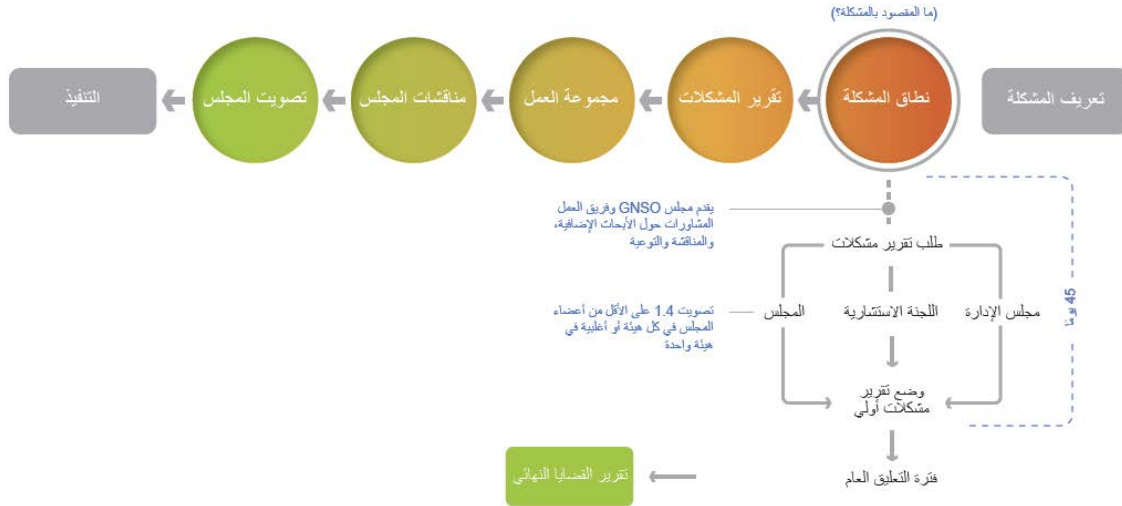 (ما المقصود بالمشكلة؟)
تعريف المشكلة
نطاق المشكلة
تقرير المشكلات
مجموعة العمل
مناقشات المجلس
تصويت المجلس
التنفيذ
يقدم مجلس GNSO وفريق العمل
المشاورات حول الأبحاث الإضافية،
والمناقشة والتوعية
طلب تقرير مشكلات
مجلس الإدارة
اللجنة الاستشارية
المجلس
تصويت 1.4 على الأقل من أعضاء
المجلس في كل هيئة أو أغلبية في
هيئة واحدة
45 يومًا
وضع تقرير
مشكلات أولي
فترة التعليق العام
تقرير القضايا النهائي